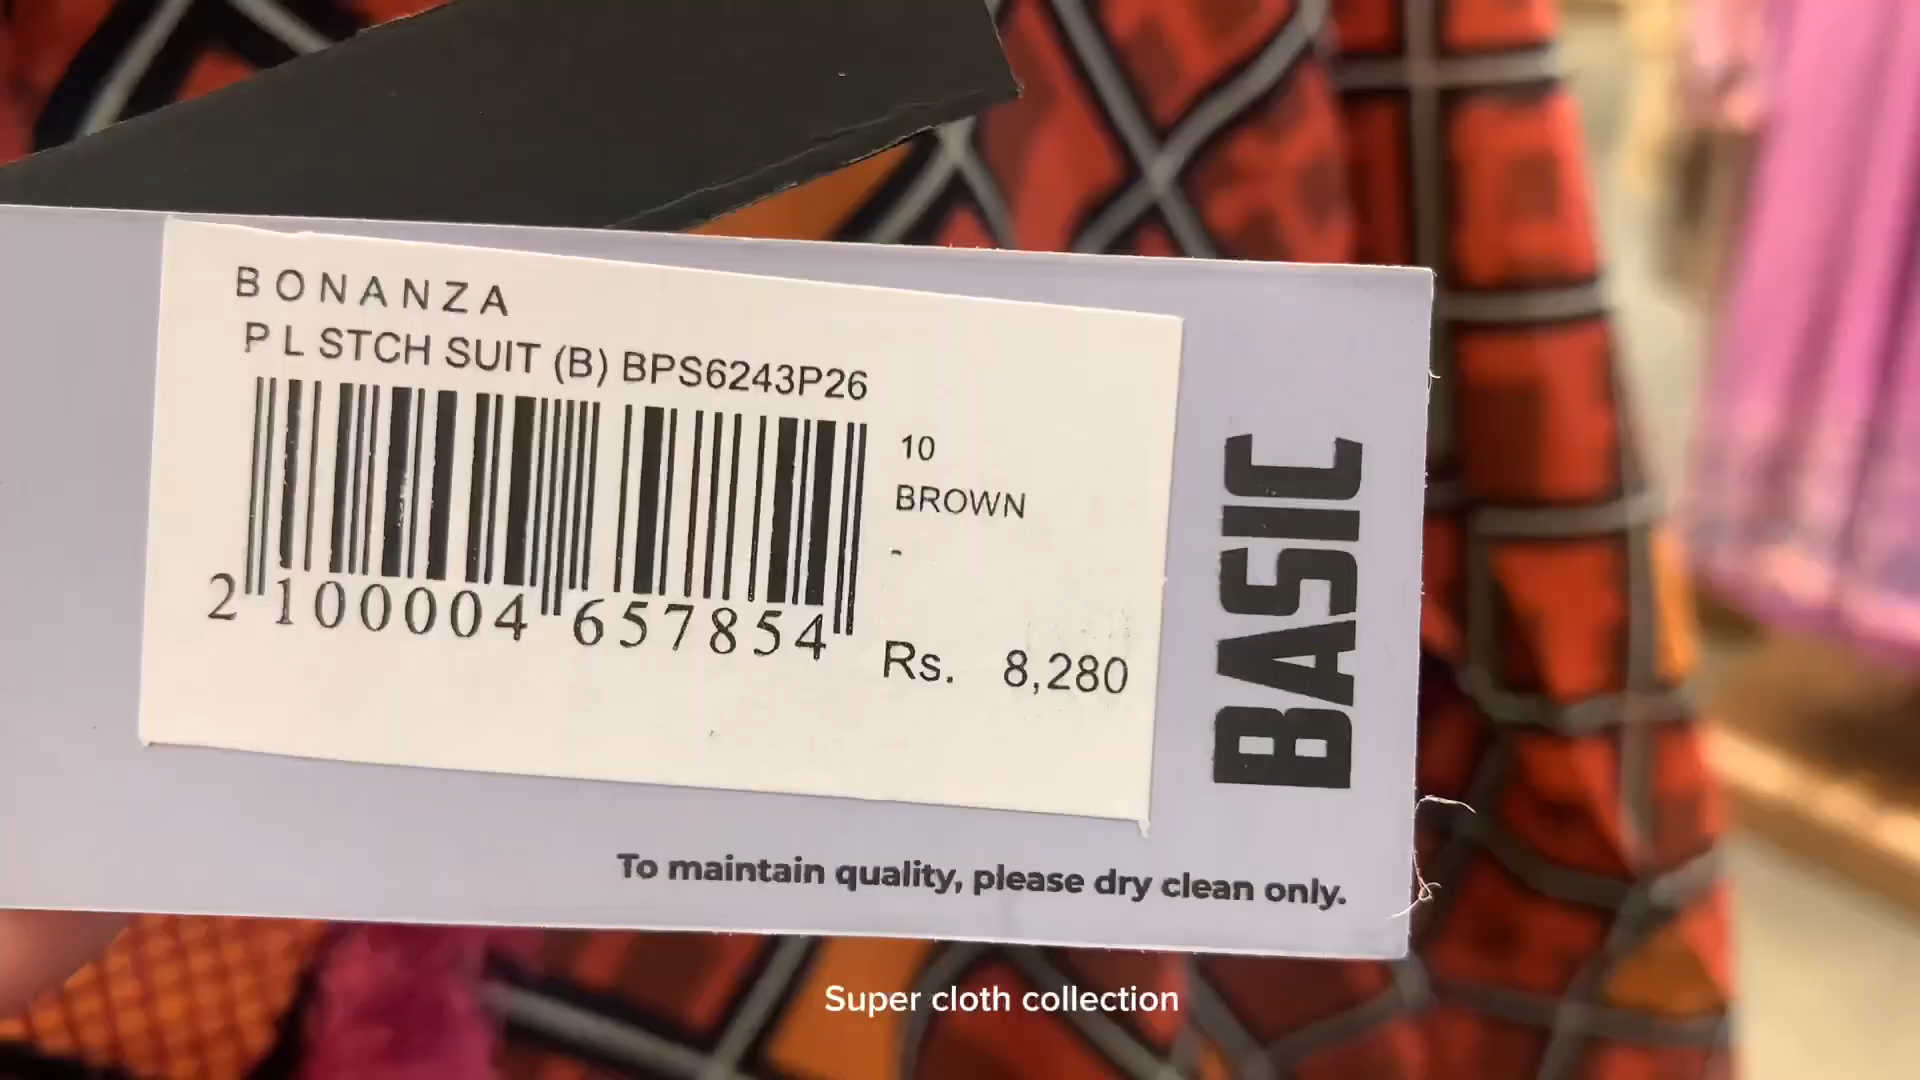 BONANZA
P L STCH SUIT (B) BPS6243P26
10
BROWN
-
2 100004 657854
Rs. 8,280
BASIC
To maintain quality, please dry clean only.
Super cloth collection